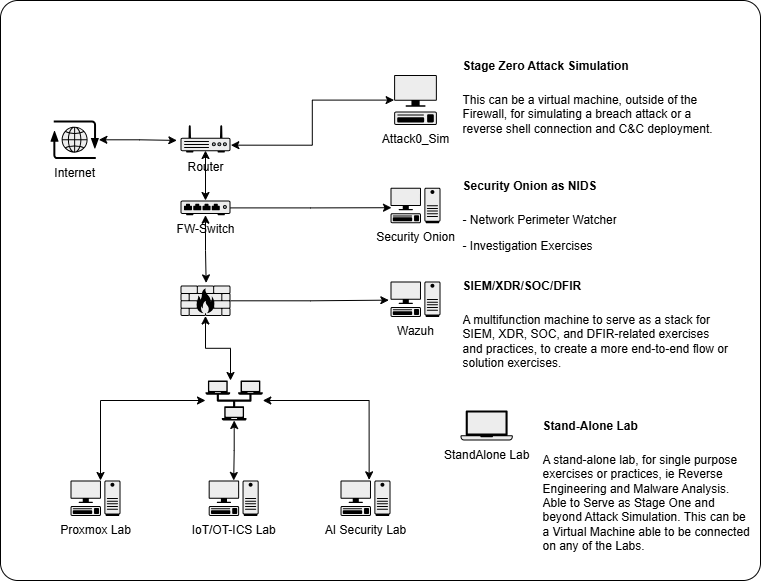 Stage Zero Attack Simulation
This can be a virtual machine, outside of the
Firewall, for simulating a breach attack or a
reverse shell connection and C&C deployment.
Attack0_Sim
Internet
Router
Security Onion as NIDS
- Network Perimeter Watcher
- Investigation Exercises
FW-Switch
Security Onion
SIEM/XDR/SOC/DFIR
A multifunction machine to serve as a stack for
SIEM, XDR, SOC, and DFIR-related exercises
and practices, to create a more end-to-end flow or
solution exercises.
Wazuh
Stand-Alone Lab
StandAlone Lab
A stand-alone lab, for single purpose
exercises or practices, ie Reverse
Engineering and Malware Analysis.
Able to Serve as Stage One and
beyond Attack Simulation. This can be
a Virtual Machine able to be connected
on any of the Labs.
Proxmox Lab
IoT/OT-ICS Lab
AI Security Lab